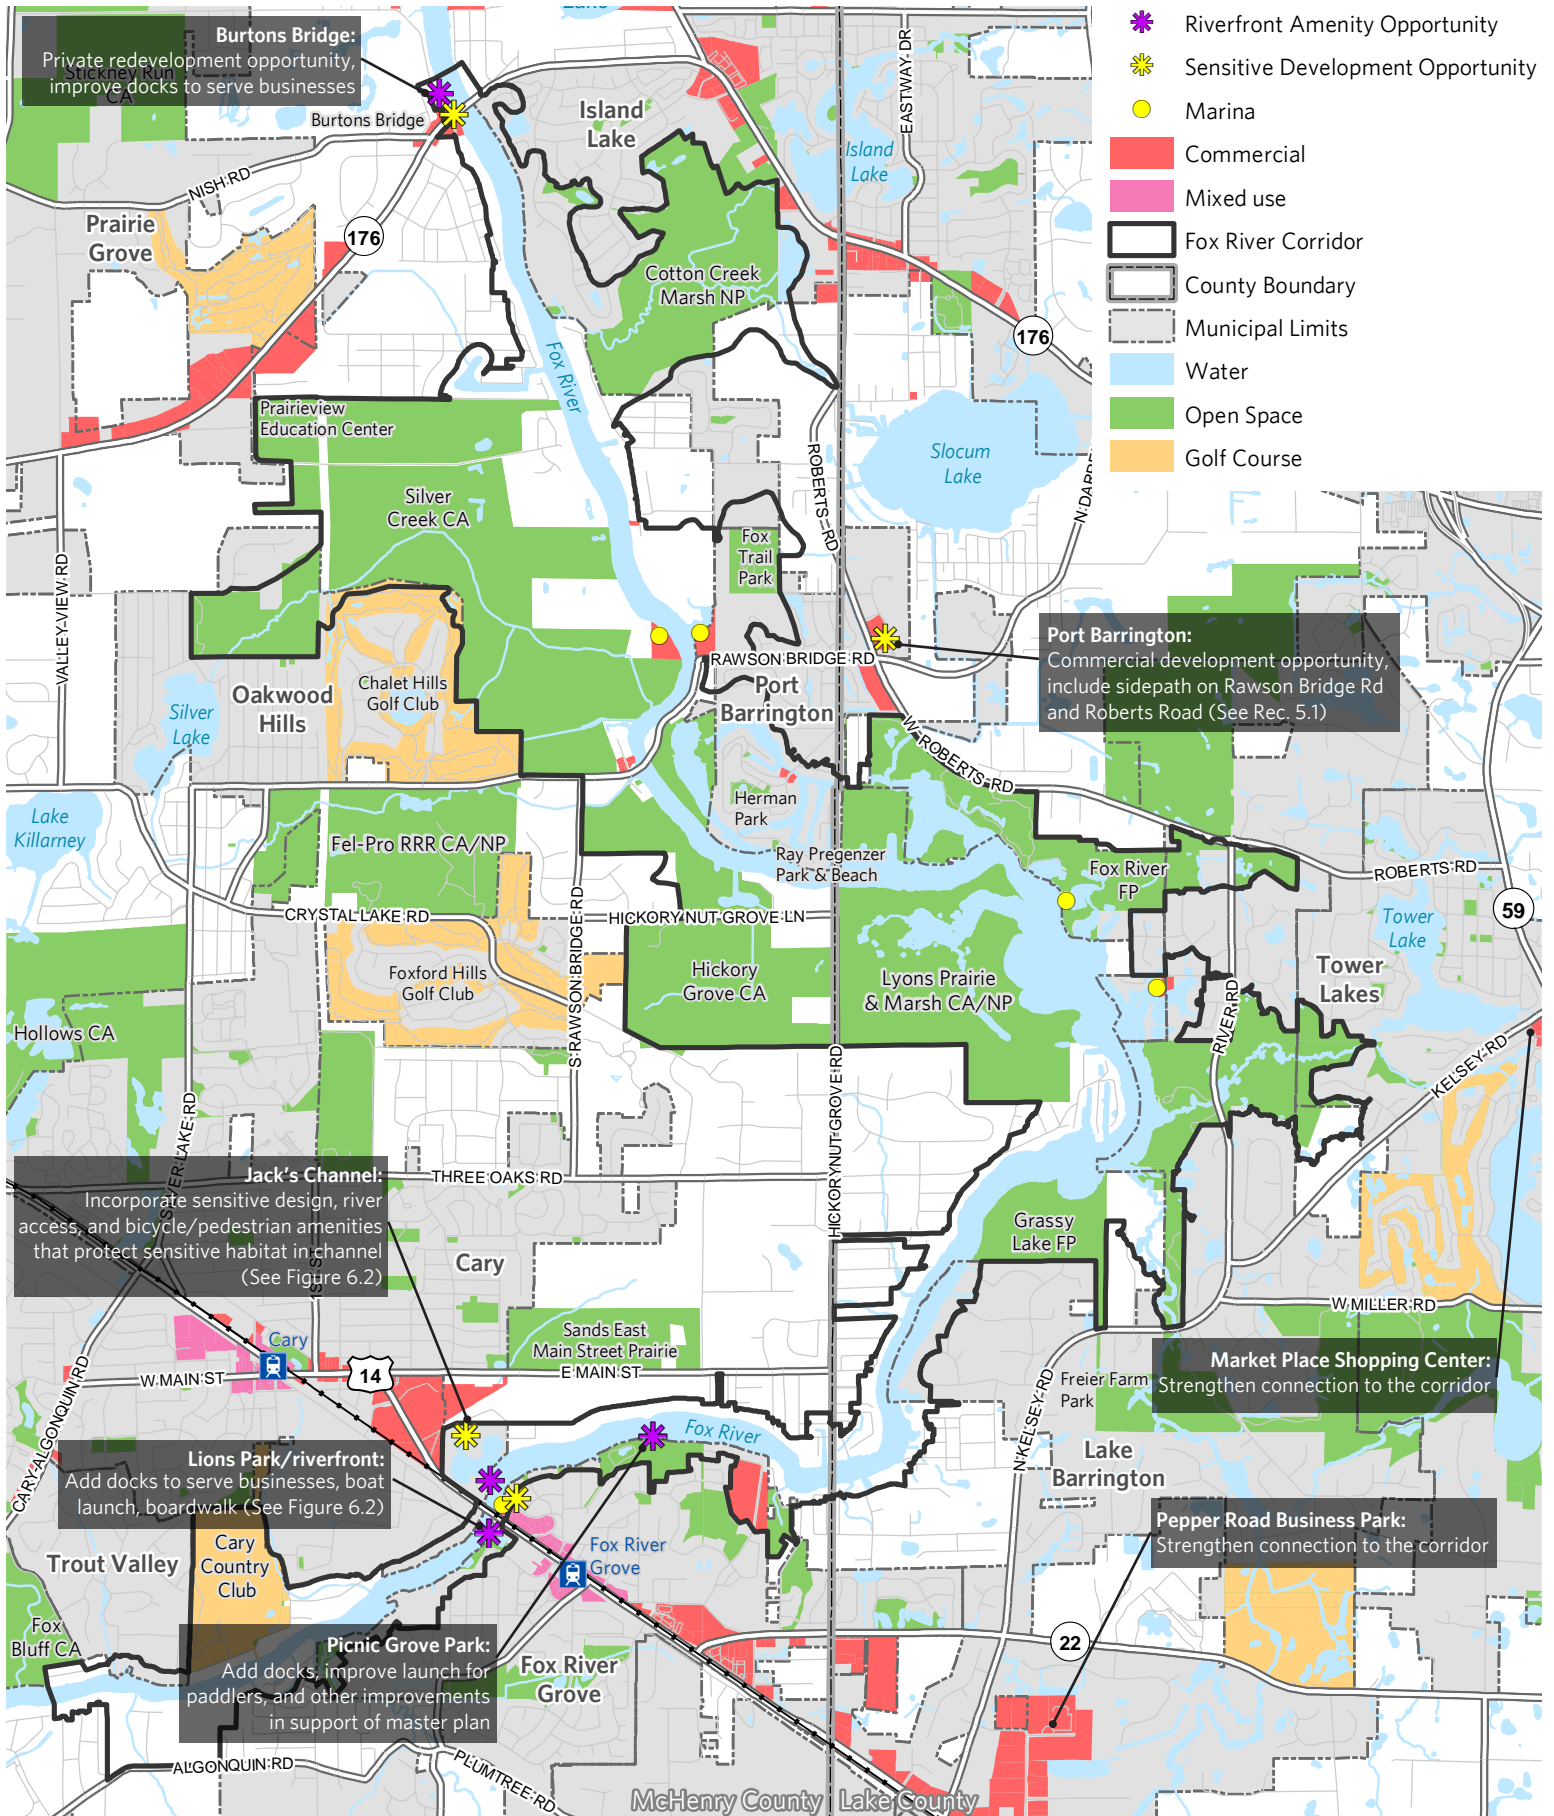 Riverfront Amenity Opportunity
Sensitive Development Opportunity
Marina
Commercial
Mixed use
Fox River Corridor
County Boundary
Municipal Limits
Water
Open Space
Golf Course
Lake
Burtons Bridge:
Private redevelopment opportunity,
improve docks to serve businesses
Stickney Run
CA
Burtons Bridge
Island
Lake
EASTWAY DR
Island
Lake
NISH RD
Prairie
Grove
176
Cotton Creek
Marsh NP
176
Fox River
Prairieview
Education Center
Slocum
Lake
ROBERTS RD
Silver
Creek CA
Fox
Trail
Park
VALLEY VIEW RD
Port Barrington:
Commercial development opportunity,
include sidepath on Rawson Bridge Rd
and Roberts Road (See Rec. 5.1)
RAWSON BRIDGE RD
Port
Barrington
Oakwood
Hills
Chalet Hills
Golf Club
Silver
Lake
W ROBERTS RD
Herman
Park
Lake
Killarney
Fel-Pro RRR CA/NP
Ray Pregenzer
Park & Beach
Fox River
FP
ROBERTS RD
59
CRYSTAL LAKE RD
HICKORY NUT GROVE LN
S RAWSON BRIDGE RD
Tower
Lake
Tower
Lakes
Foxford Hills
Golf Club
Hickory
Grove CA
Lyons Prairie
& Marsh CA/NP
Hollows CA
RIVER RD
KELSEY RD
HICKORY NUT GROVE RD
SILVER LAKE RD
THREE OAKS RD
Jack's Channel:
Incorporate sensitive design, river
access, and bicycle/pedestrian amenities
that protect sensitive habitat in channel
(See Figure 6.2)
1ST ST
Cary
Grassy
Lake FP
W MILLER RD
Sands East
Main Street Prairie
E MAIN ST
Cary
W MAIN ST
14
Market Place Shopping Center:
Strengthen connection to the corridor
Freier Farm
Park
N KELSEY RD
CARY ALGONQUIN RD
Fox River
Lake
Barrington
Lions Park/riverfront:
Add docks to serve businesses, boat
launch, boardwalk (See Figure 6.2)
Pepper Road Business Park:
Strengthen connection to the corridor
Trout Valley
Cary
Country
Club
Fox River
Grove
Fox
Bluff CA
Picnic Grove Park:
Add docks, improve launch for
paddlers, and other improvements
in support of master plan
Fox River
Grove
22
ALGONQUIN RD
PLUMTREE RD
McHenry County
Lake County